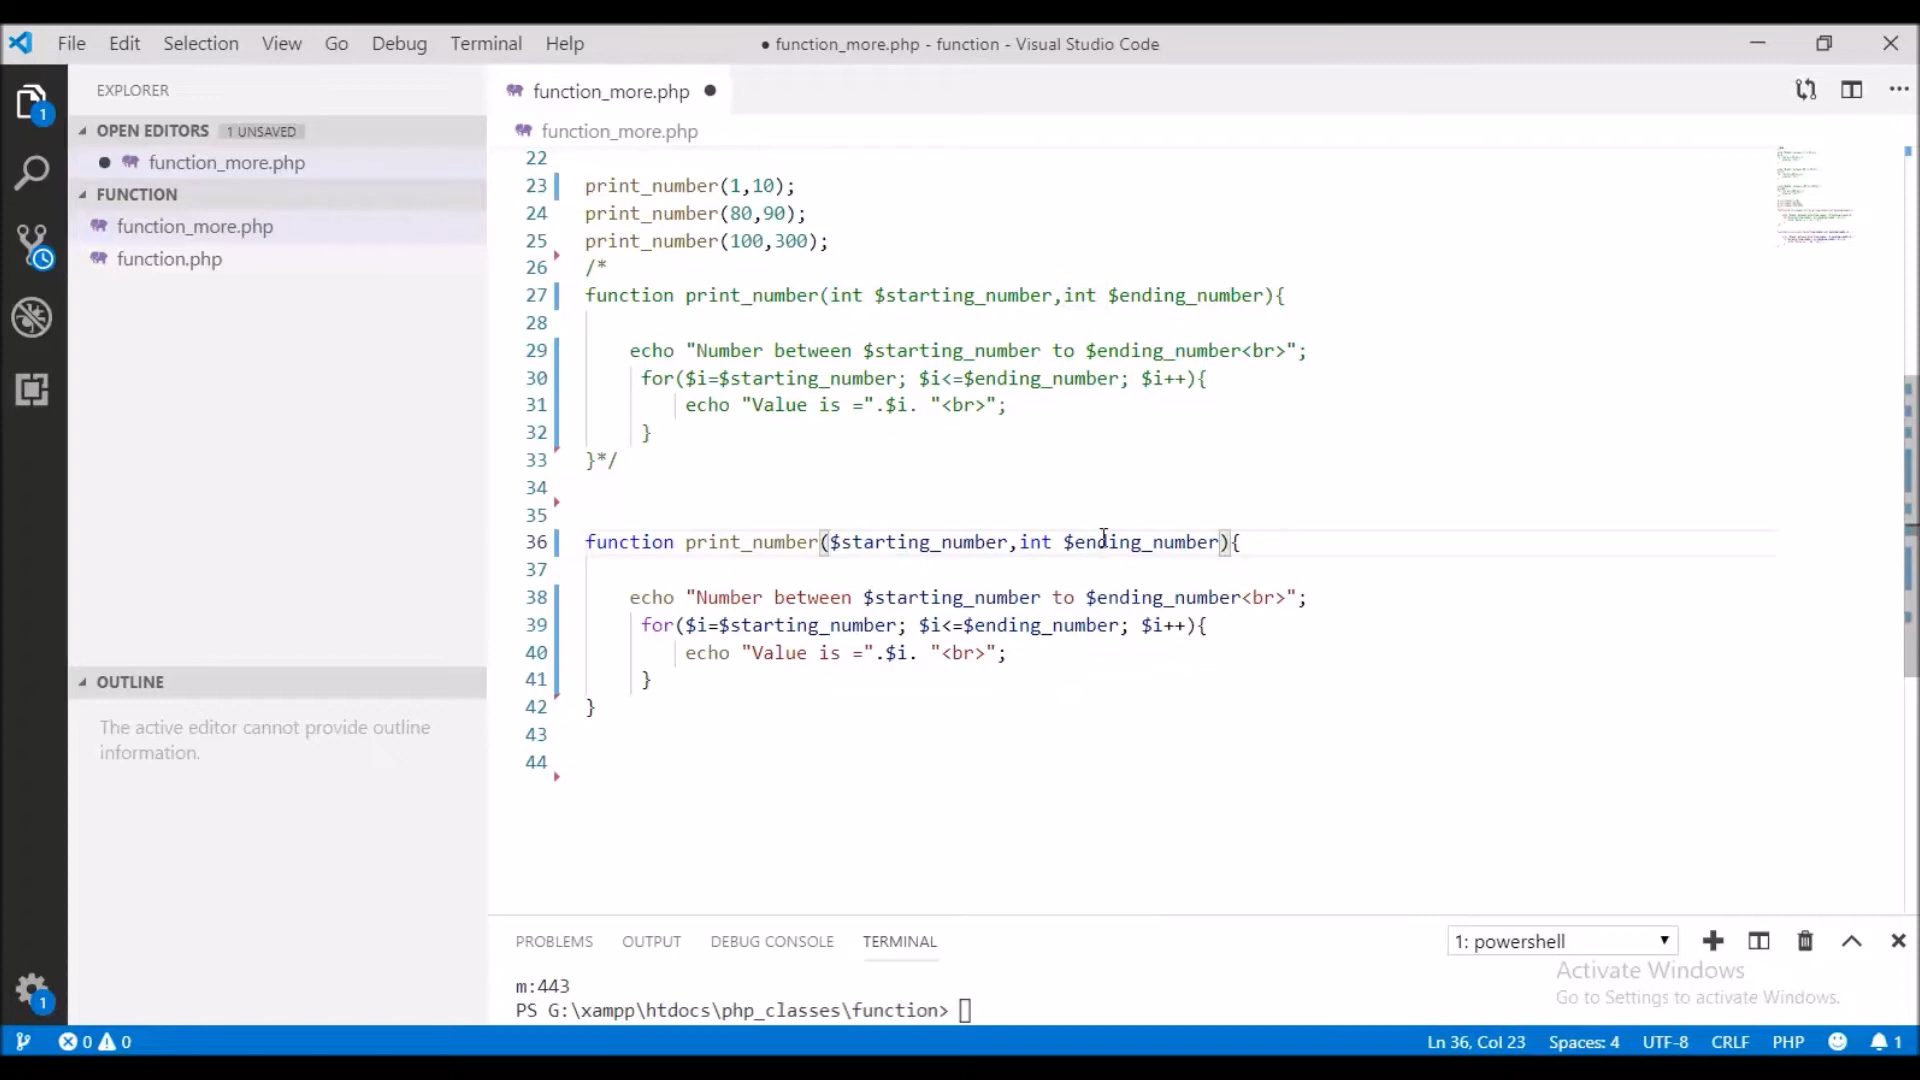 File Edit Selection View Go Debug Terminal Help
● function_more.php - function - Visual Studio Code
EXPLORER
OPEN EDITORS 1 UNSAVED
function_more.php
FUNCTION
function_more.php
function.php
OUTLINE
The active editor cannot provide outline
information.
function_more.php
function_more.php
22
23 print_number(1,10);
24 print_number(80,90);
25 print_number(100,300);
26 /*
27 function print_number(int $starting_number,int $ending_number){
28
29 echo "Number between $starting_number to $ending_number<br>";
30 for($i=$starting_number; $i<=$ending_number; $i++){
31 echo "Value is =".$i. "<br>";
32 }
33 }*/
34
35
36 function print_number($starting_number,int $ending_number){
37
38 echo "Number between $starting_number to $ending_number<br>";
39 for($i=$starting_number; $i<=$ending_number; $i++){
40 echo "Value is =".$i. "<br>";
41 }
42 }
43
44
PROBLEMS OUTPUT DEBUG CONSOLE TERMINAL 1: powershell
m:443
PS G:\xampp\htdocs\php_classes\function>
Activate Windows
Go to Settings to activate Windows.
1
1
0 0 Ln 36, Col 23 Spaces: 4 UTF-8 CRLF PHP 1